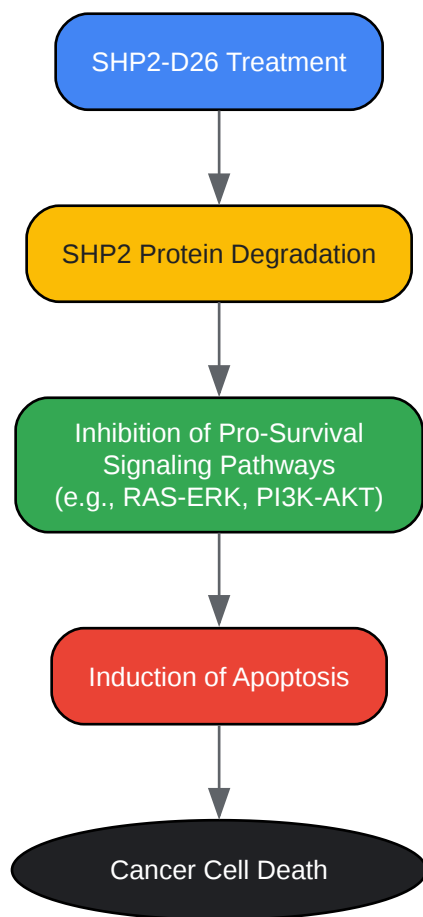 SHP2-D26 Treatment
SHP2 Protein Degradation
Inhibition of Pro-Survival
Signaling Pathways
(e.g., RAS-ERK, PI3K-AKT)
Induction of Apoptosis
Cancer Cell Death